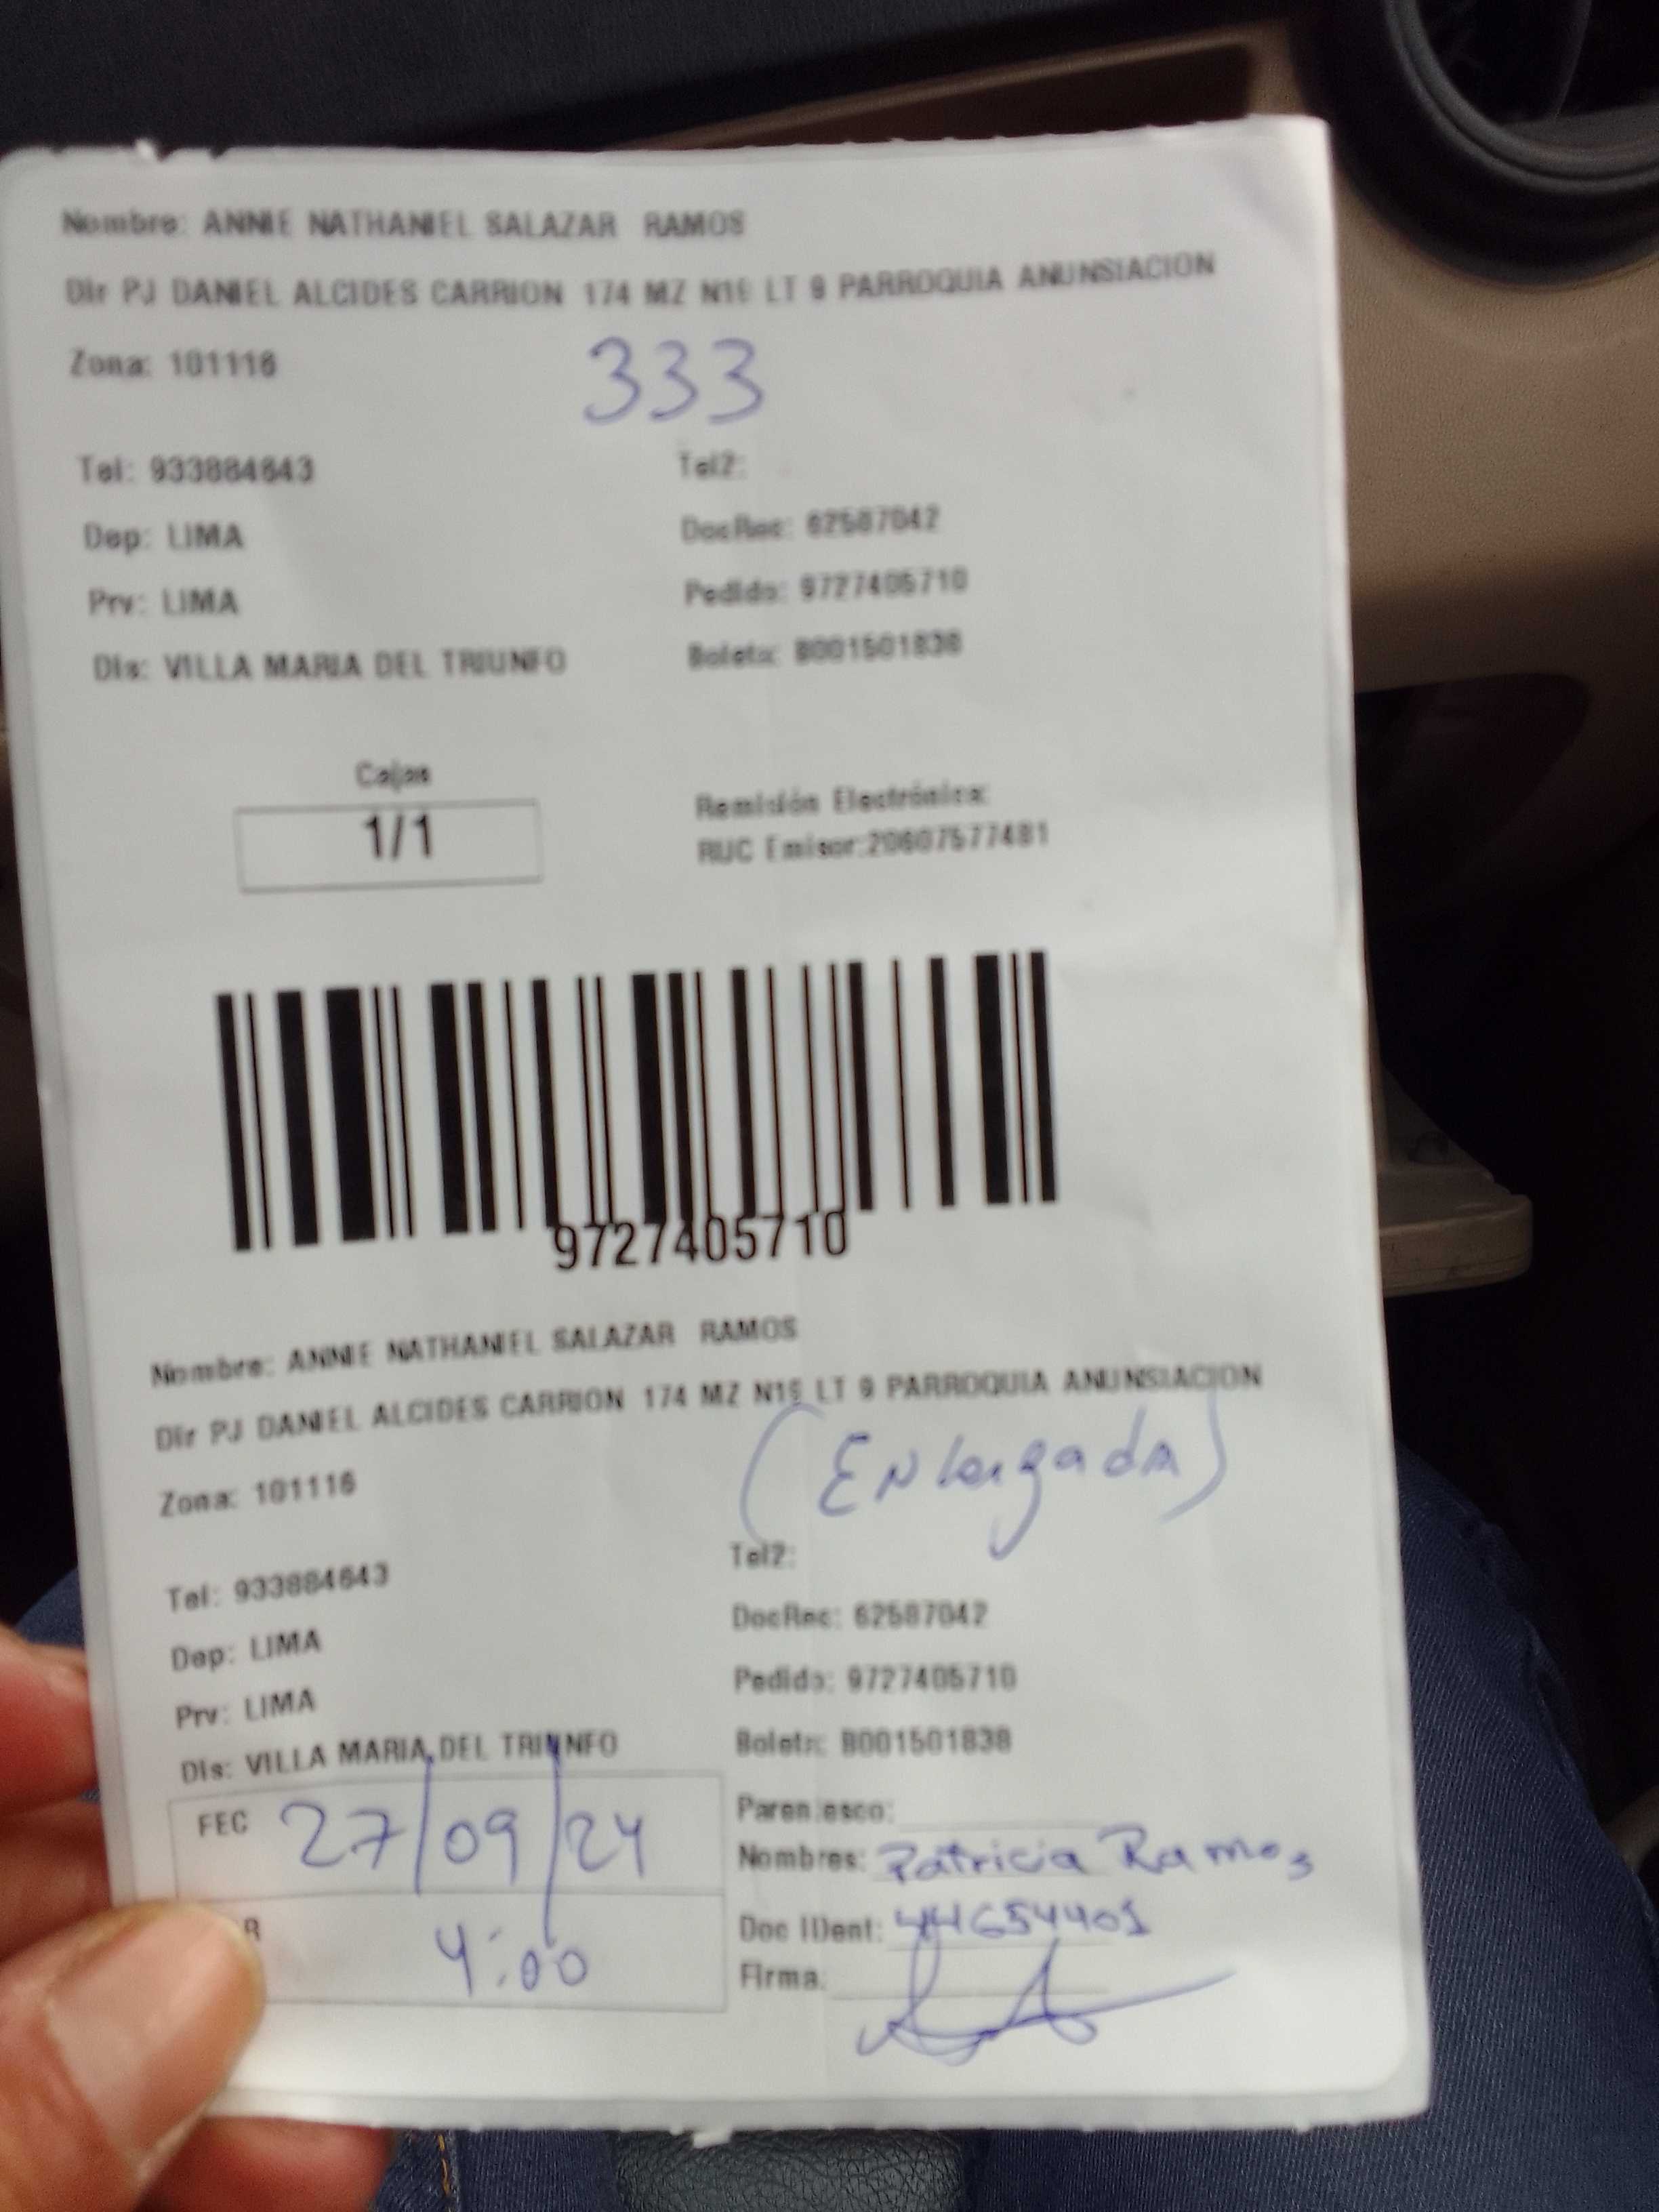 Nombre: ANNIE NATHANIEL SALAZAR RAMOS
Dir PJ DANIEL ALCIDES CARRION 174 MZ N16 LT 9 PARROQUIA ANUNSIACION
Zona: 101116
333
Tel: 933884643 Tel2:
Dep: LIMA DocRec: 62587042
Prv: LIMA Pedido: 9727405710
Dis: VILLA MARIA DEL TRIUNFO Boleta: B001501838
Cajas
1/1
Remisión Electrónica:
RUC Emisor:20607577481
9727405710
Nombre: ANNIE NATHANIEL SALAZAR RAMOS
Dir PJ DANIEL ALCIDES CARRION 174 MZ N16 LT 9 PARROQUIA ANUNSIACION
(Enlargada)
Zona: 101116
Tel: 933884643 Tel2:
Dep: LIMA DocRec: 62587042
Prv: LIMA Pedido: 9727405710
Dis: VILLA MARIA DEL TRIUNFO Boleta: B001501838
FEC 27/09/24 Parentesco:
Nombres: Patricia Ramos
R 4:00 Doc IDent: 44654401
Firma: